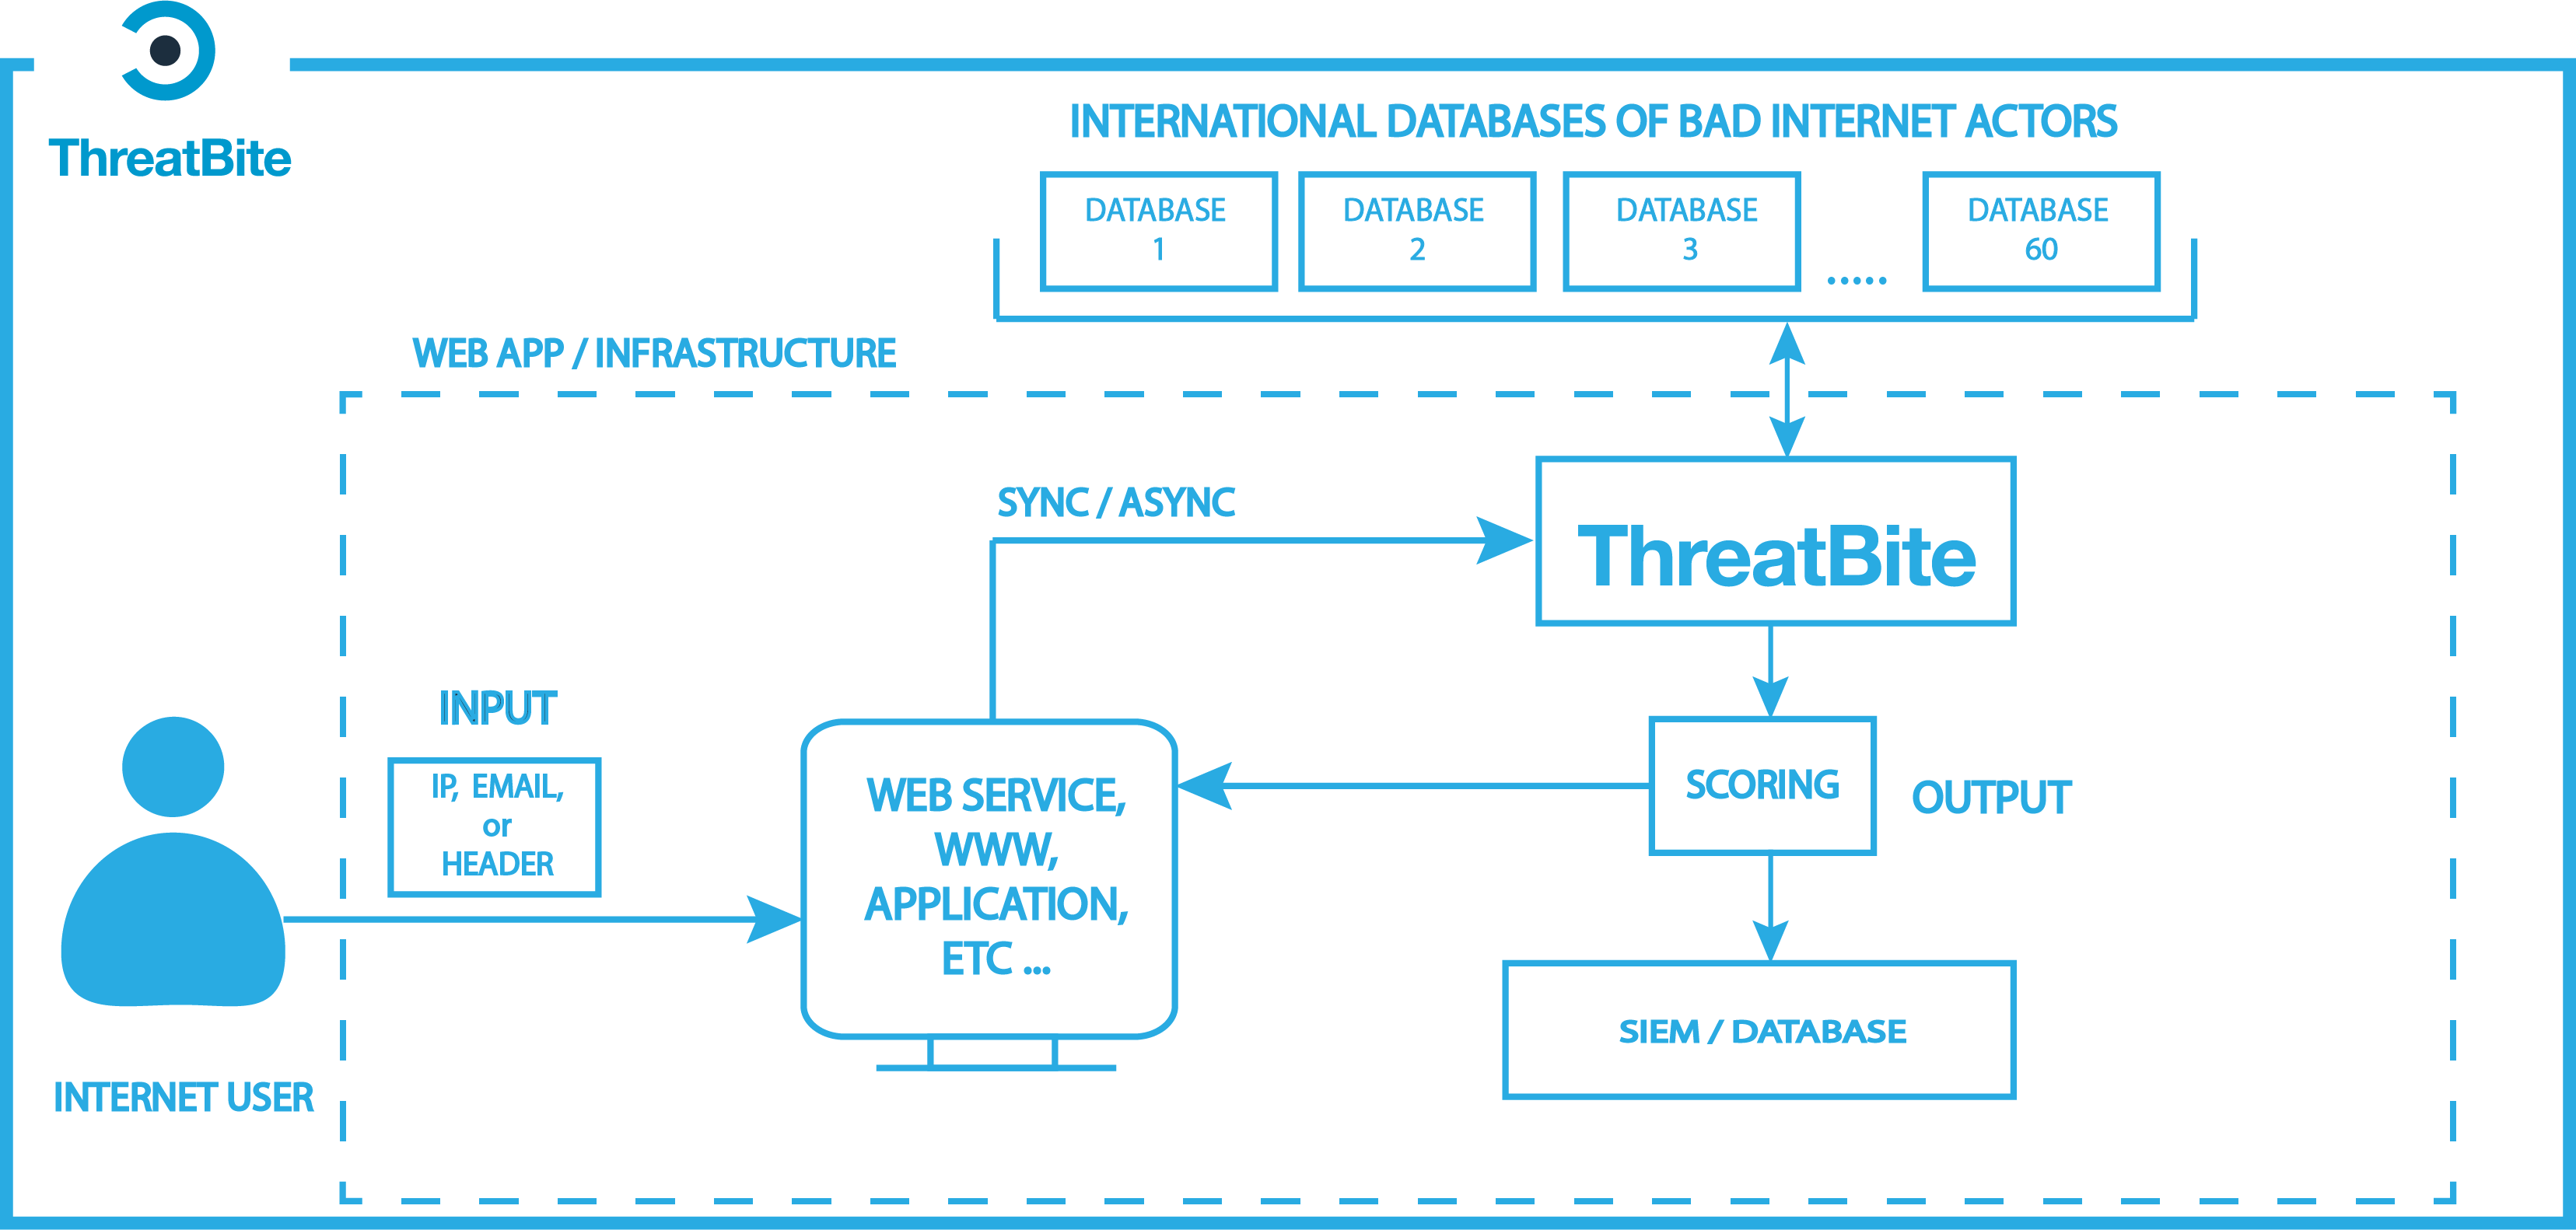 ThreatBite
INTERNATIONAL DATABASES OF BAD INTERNET ACTORS
DATABASE
1
DATABASE
2
DATABASE
3
.....
DATABASE
60
WEB APP / INFRASTRUCTURE
SYNC / ASYNC
ThreatBite
INPUT
IP, EMAIL,
or
HEADER
WEB SERVICE,
WWW,
APPLICATION,
ETC ...
SCORING
OUTPUT
SIEM / DATABASE
INTERNET USER